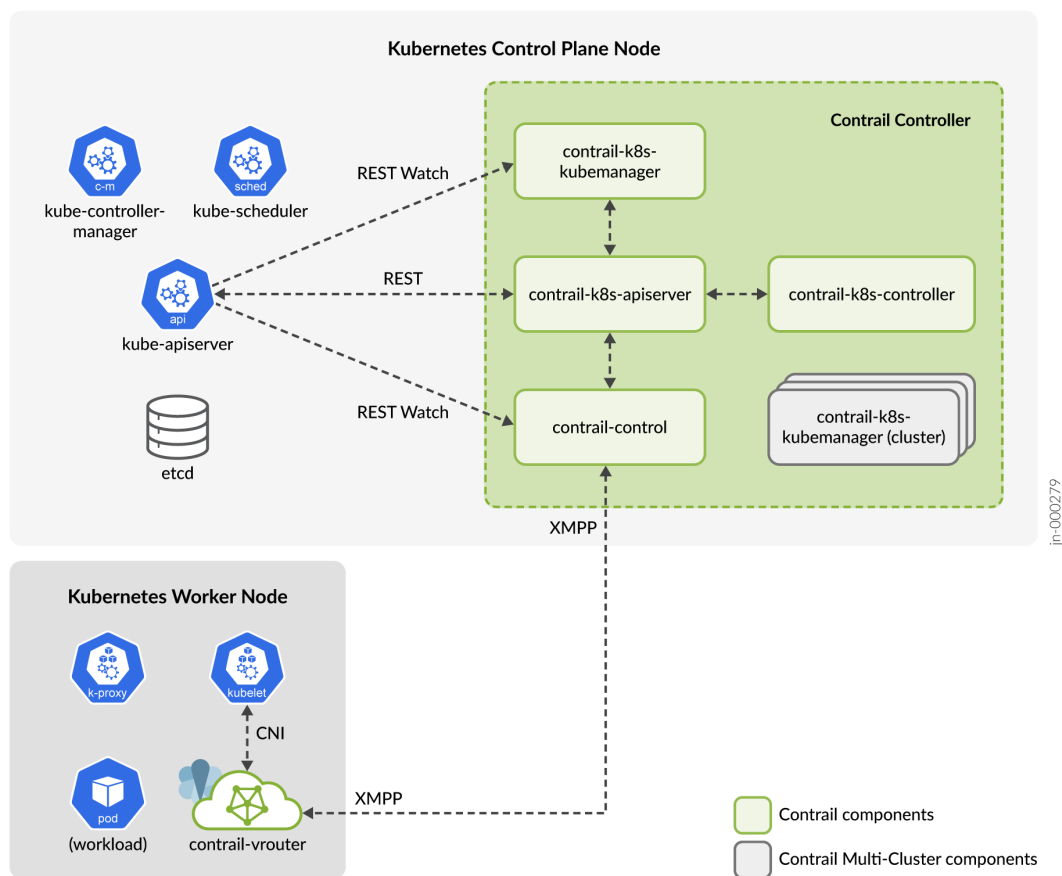 Kubernetes Control Plane Node
Contrail Controller
c-m
kube-controller-
manager
sched
kube-scheduler
REST Watch
contrail-k8s-
kubemanager
api
kube-apiserver
REST
contrail-k8s-apiserver
contrail-k8s-controller
REST Watch
contrail-control
contrail-k8s-
kubemanager (cluster)
etcd
XMPP
jn-000279
Kubernetes Worker Node
k-proxy
kubelet
CNI
pod
(workload)
contrail-vrouter
XMPP
Contrail components
Contrail Multi-Cluster components